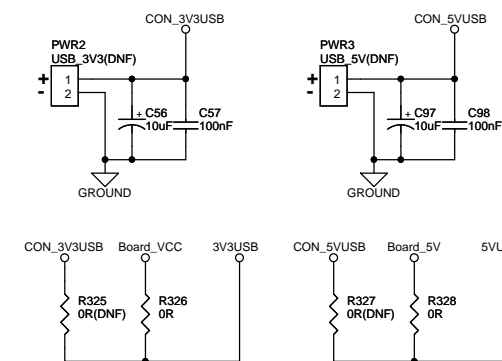 CON_3V3USB
PWR2
USB_3V3(DNF)
+ 1
- 2
+ C56
10uF
C57
100nF
GROUND
CON_5VUSB
PWR3
USB_5V(DNF)
+ 1
- 2
+ C97
10uF
C98
100nF
GROUND
CON_3V3USB
Board_VCC
3V3USB
R325
0R(DNF)
R326
0R
CON_5VUSB
Board_5V
5VU
R327
0R(DNF)
R328
0R